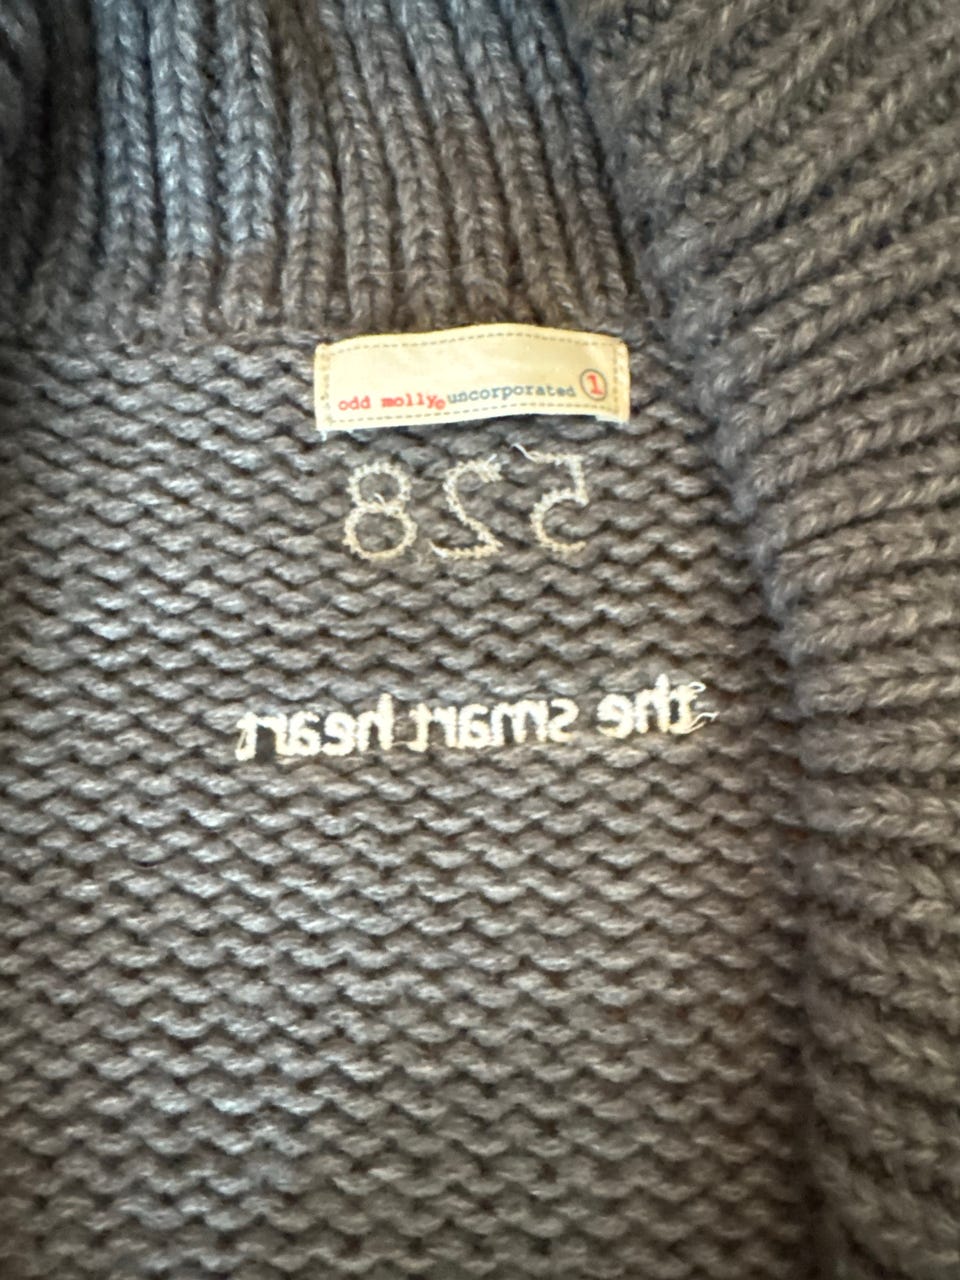 odd molly® uncorporated 1
528
the smart heart